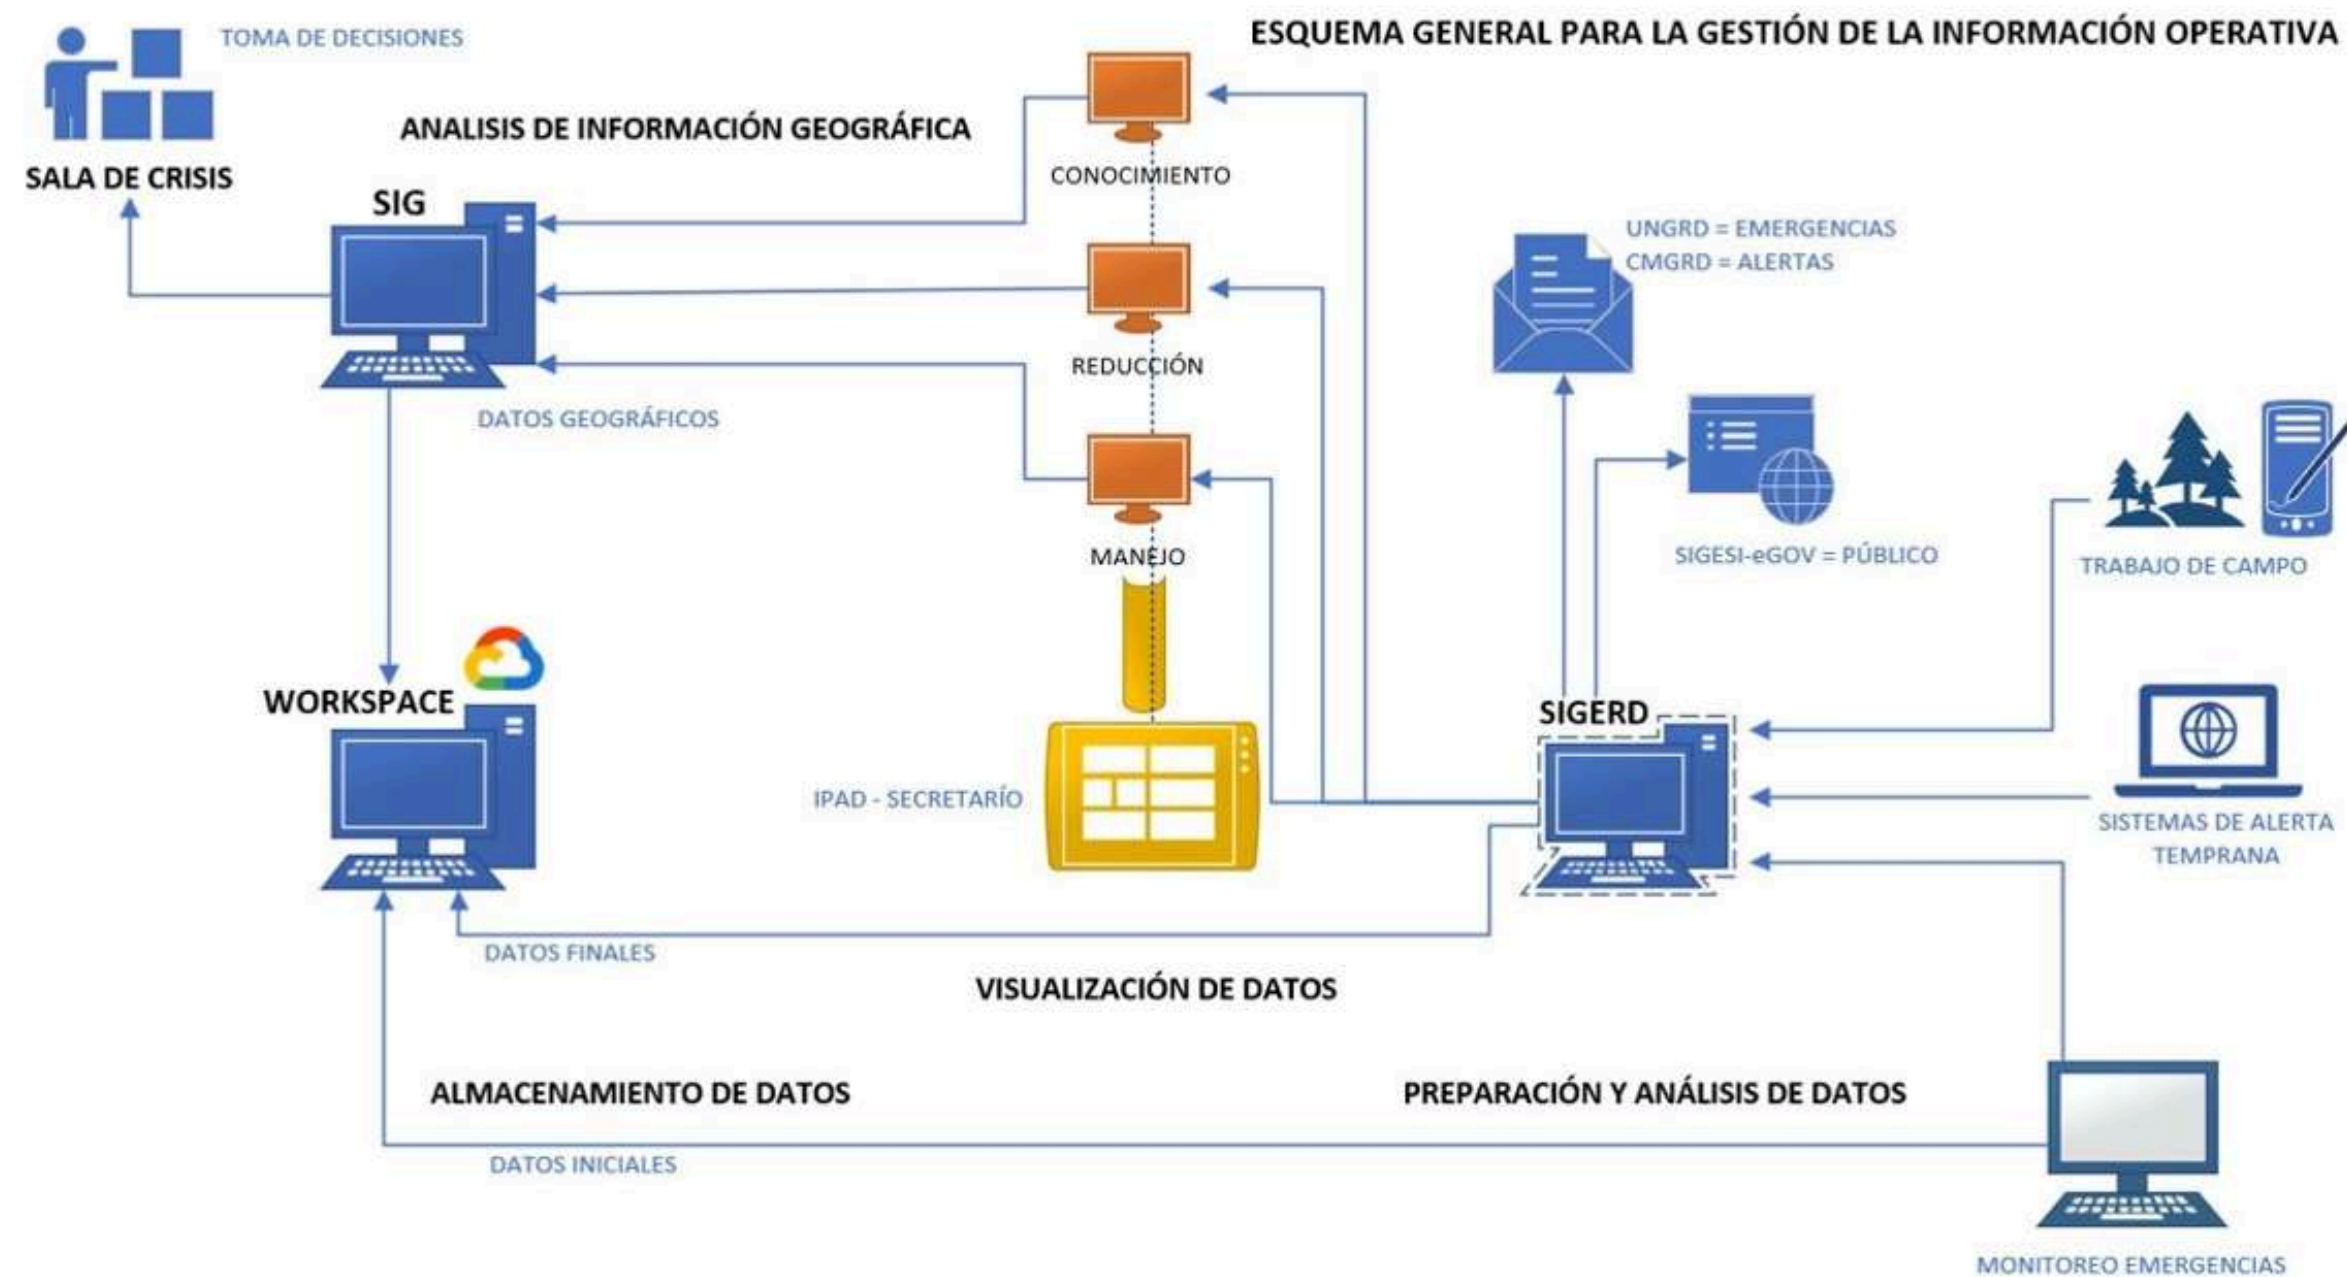 ESQUEMA GENERAL PARA LA GESTIÓN DE LA INFORMACIÓN OPERATIVA
TOMA DE DECISIONES
SALA DE CRISIS
ANALISIS DE INFORMACIÓN GEOGRÁFICA
SIG
CONOCIMIENTO
REDUCCIÓN
MANEJO
DATOS GEOGRÁFICOS
UNGRD = EMERGENCIAS
CMGRD = ALERTAS
SIGESI-eGOV = PÚBLICO
TRABAJO DE CAMPO
WORKSPACE
IPAD - SECRETARÍO
SIGERD
SISTEMAS DE ALERTA
TEMPRANA
DATOS FINALES
VISUALIZACIÓN DE DATOS
ALMACENAMIENTO DE DATOS
PREPARACIÓN Y ANÁLISIS DE DATOS
DATOS INICIALES
MONITOREO EMERGENCIAS